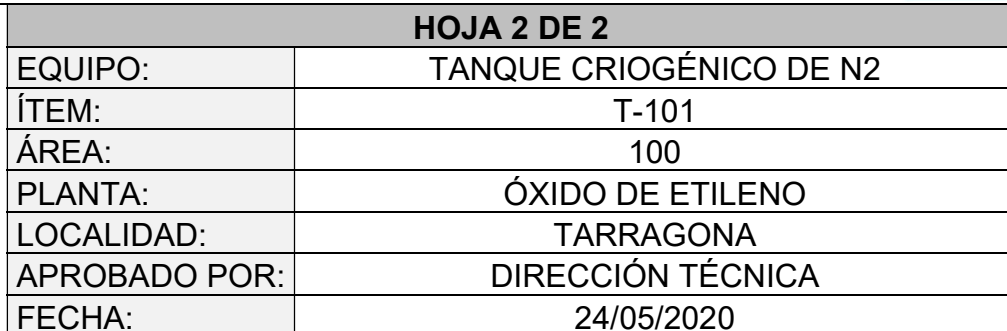 HOJA 2 DE 2
EQUIPO: TANQUE CRIOGÉNICO DE N2
ÍTEM: T-101
ÁREA: 100
PLANTA: ÓXIDO DE ETILENO
LOCALIDAD: TARRAGONA
APROBADO POR: DIRECCIÓN TÉCNICA
FECHA: 24/05/2020